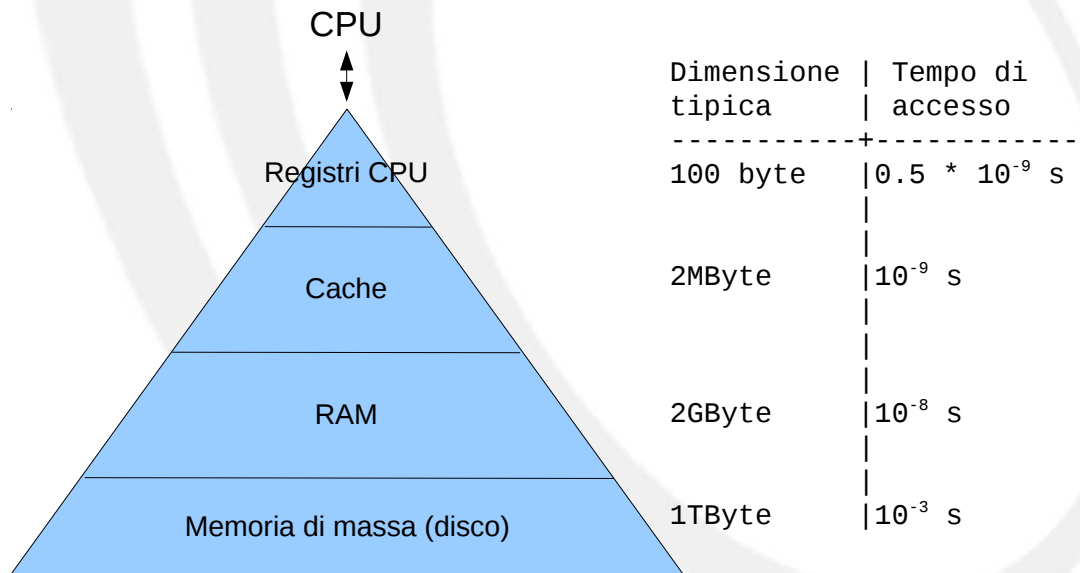 CPU
Registri CPU
Cache
RAM
Memoria di massa (disco)
Dimensione | Tempo di
tipica | accesso
-----------+------------
100 byte |0.5 * 10⁻⁹ s
|
|
2MByte |10⁻⁹ s
|
|
|
2GByte |10⁻⁸ s
|
|
1TByte |10⁻³ s